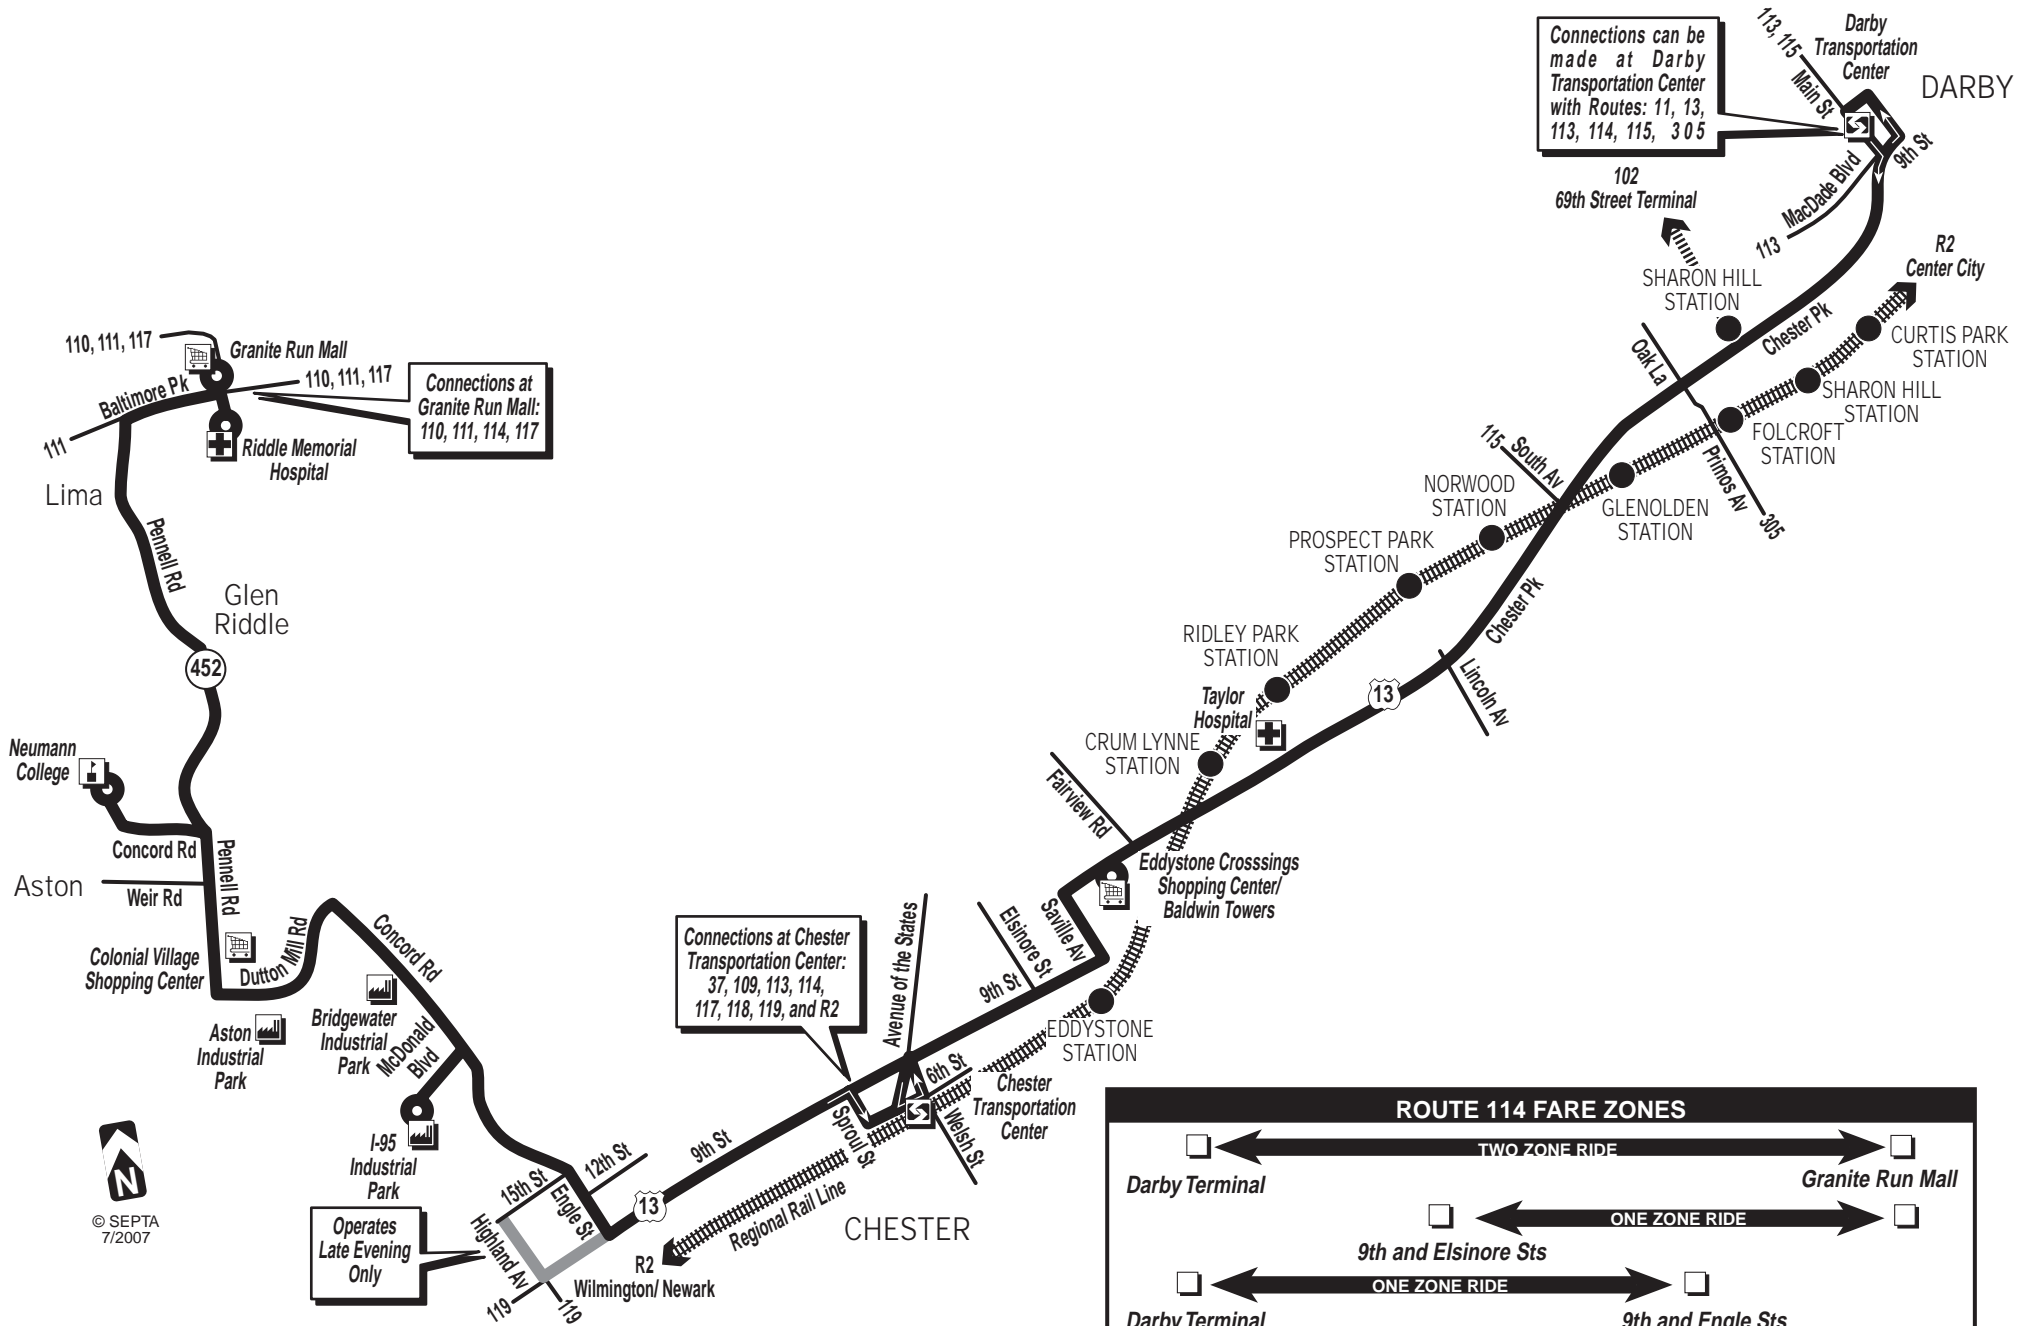 113, 115
Main St
Darby
Transportation
Center
DARBY
Connections can be
made at Darby
Transportation Center
with Routes: 11, 13,
113, 114, 115, 305
9th St
MacDade Blvd
113
102
69th Street Terminal
R2
Center City
SHARON HILL
STATION
Chester Pk
Oak La
CURTIS PARK
STATION
SHARON HILL
STATION
FOLCROFT
STATION
Primos Av
305
115
South Av
GLENOLDEN
STATION
NORWOOD
STATION
PROSPECT PARK
STATION
Chester Pk
RIDLEY PARK
STATION
Lincoln Av
13
Taylor
Hospital
CRUM LYNNE
STATION
Fairview Rd
Eddystone Crosssings
Shopping Center/
Baldwin Towers
Saville Av
Elsinore St
9th St
EDDYSTONE
STATION
Avenue of the States
Connections at Chester
Transportation Center:
37, 109, 113, 114,
117, 118, 119, and R2
6th St
Chester
Transportation
Center
Welsh St
Sproul St
9th St
13
Regional Rail Line
CHESTER
R2
Wilmington/ Newark
110, 111, 117
Granite Run Mall
110, 111, 117
Baltimore Pk
111
Connections at
Granite Run Mall:
110, 111, 114, 117
Riddle Memorial
Hospital
Lima
Pennell Rd
Glen
Riddle
452
Neumann
College
Concord Rd
Pennell Rd
Aston
Weir Rd
Colonial Village
Shopping Center
Dutton Mill Rd
Concord Rd
Aston
Industrial
Park
Bridgewater
Industrial
Park
McDonald
Blvd
I-95
Industrial
Park
15th St
12th St
Engle St
Highland Av
119
119
Operates
Late Evening
Only
N
© SEPTA
7/2007
ROUTE 114 FARE ZONES
TWO ZONE RIDE
Darby Terminal
Granite Run Mall
ONE ZONE RIDE
9th and Elsinore Sts
ONE ZONE RIDE
Darby Terminal
9th and Engle Sts